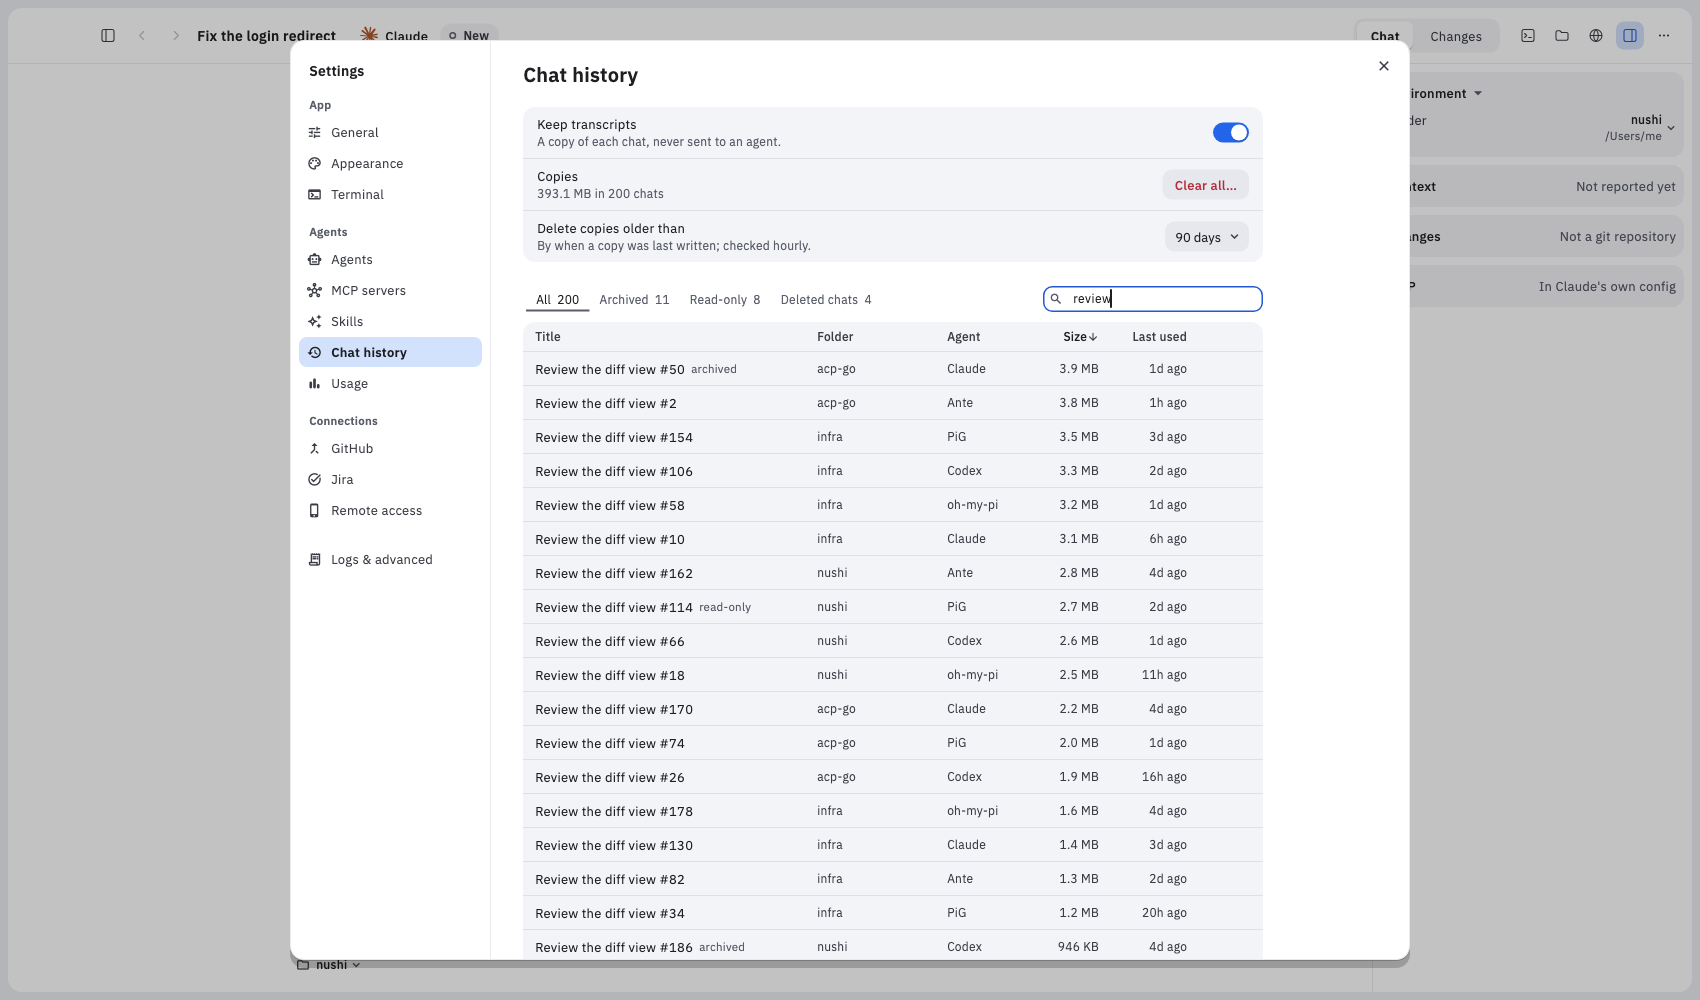 Fix the login redirect
Claude
New
Chat
Changes
Settings
App
General
Appearance
Terminal
Agents
Agents
MCP servers
Skills
Chat history
Usage
Connections
GitHub
Jira
Remote access
Logs & advanced
Chat history
Keep transcripts
A copy of each chat, never sent to an agent.
Copies
393.1 MB in 200 chats
Clear all...
Delete copies older than
By when a copy was last written; checked hourly.
90 days
All 200 Archived 11 Read-only 8 Deleted chats 4
review
Title Folder Agent Size↓ Last used
Review the diff view #50 archived acp-go Claude 3.9 MB 1d ago
Review the diff view #2 acp-go Ante 3.8 MB 1h ago
Review the diff view #154 infra PiG 3.5 MB 3d ago
Review the diff view #106 infra Codex 3.3 MB 2d ago
Review the diff view #58 infra oh-my-pi 3.2 MB 1d ago
Review the diff view #10 infra Claude 3.1 MB 6h ago
Review the diff view #162 nushi Ante 2.8 MB 4d ago
Review the diff view #114 read-only nushi PiG 2.7 MB 2d ago
Review the diff view #66 nushi Codex 2.6 MB 1d ago
Review the diff view #18 nushi oh-my-pi 2.5 MB 11h ago
Review the diff view #170 acp-go Claude 2.2 MB 4d ago
Review the diff view #74 acp-go PiG 2.0 MB 1d ago
Review the diff view #26 acp-go Codex 1.9 MB 16h ago
Review the diff view #178 infra oh-my-pi 1.6 MB 4d ago
Review the diff view #130 infra Claude 1.4 MB 3d ago
Review the diff view #82 infra Ante 1.3 MB 2d ago
Review the diff view #34 infra PiG 1.2 MB 20h ago
Review the diff view #186 archived nushi Codex 946 KB 4d ago
ironment
der nushi
/Users/me
text Not reported yet
nges Not a git repository
In Claude's own config
nushi